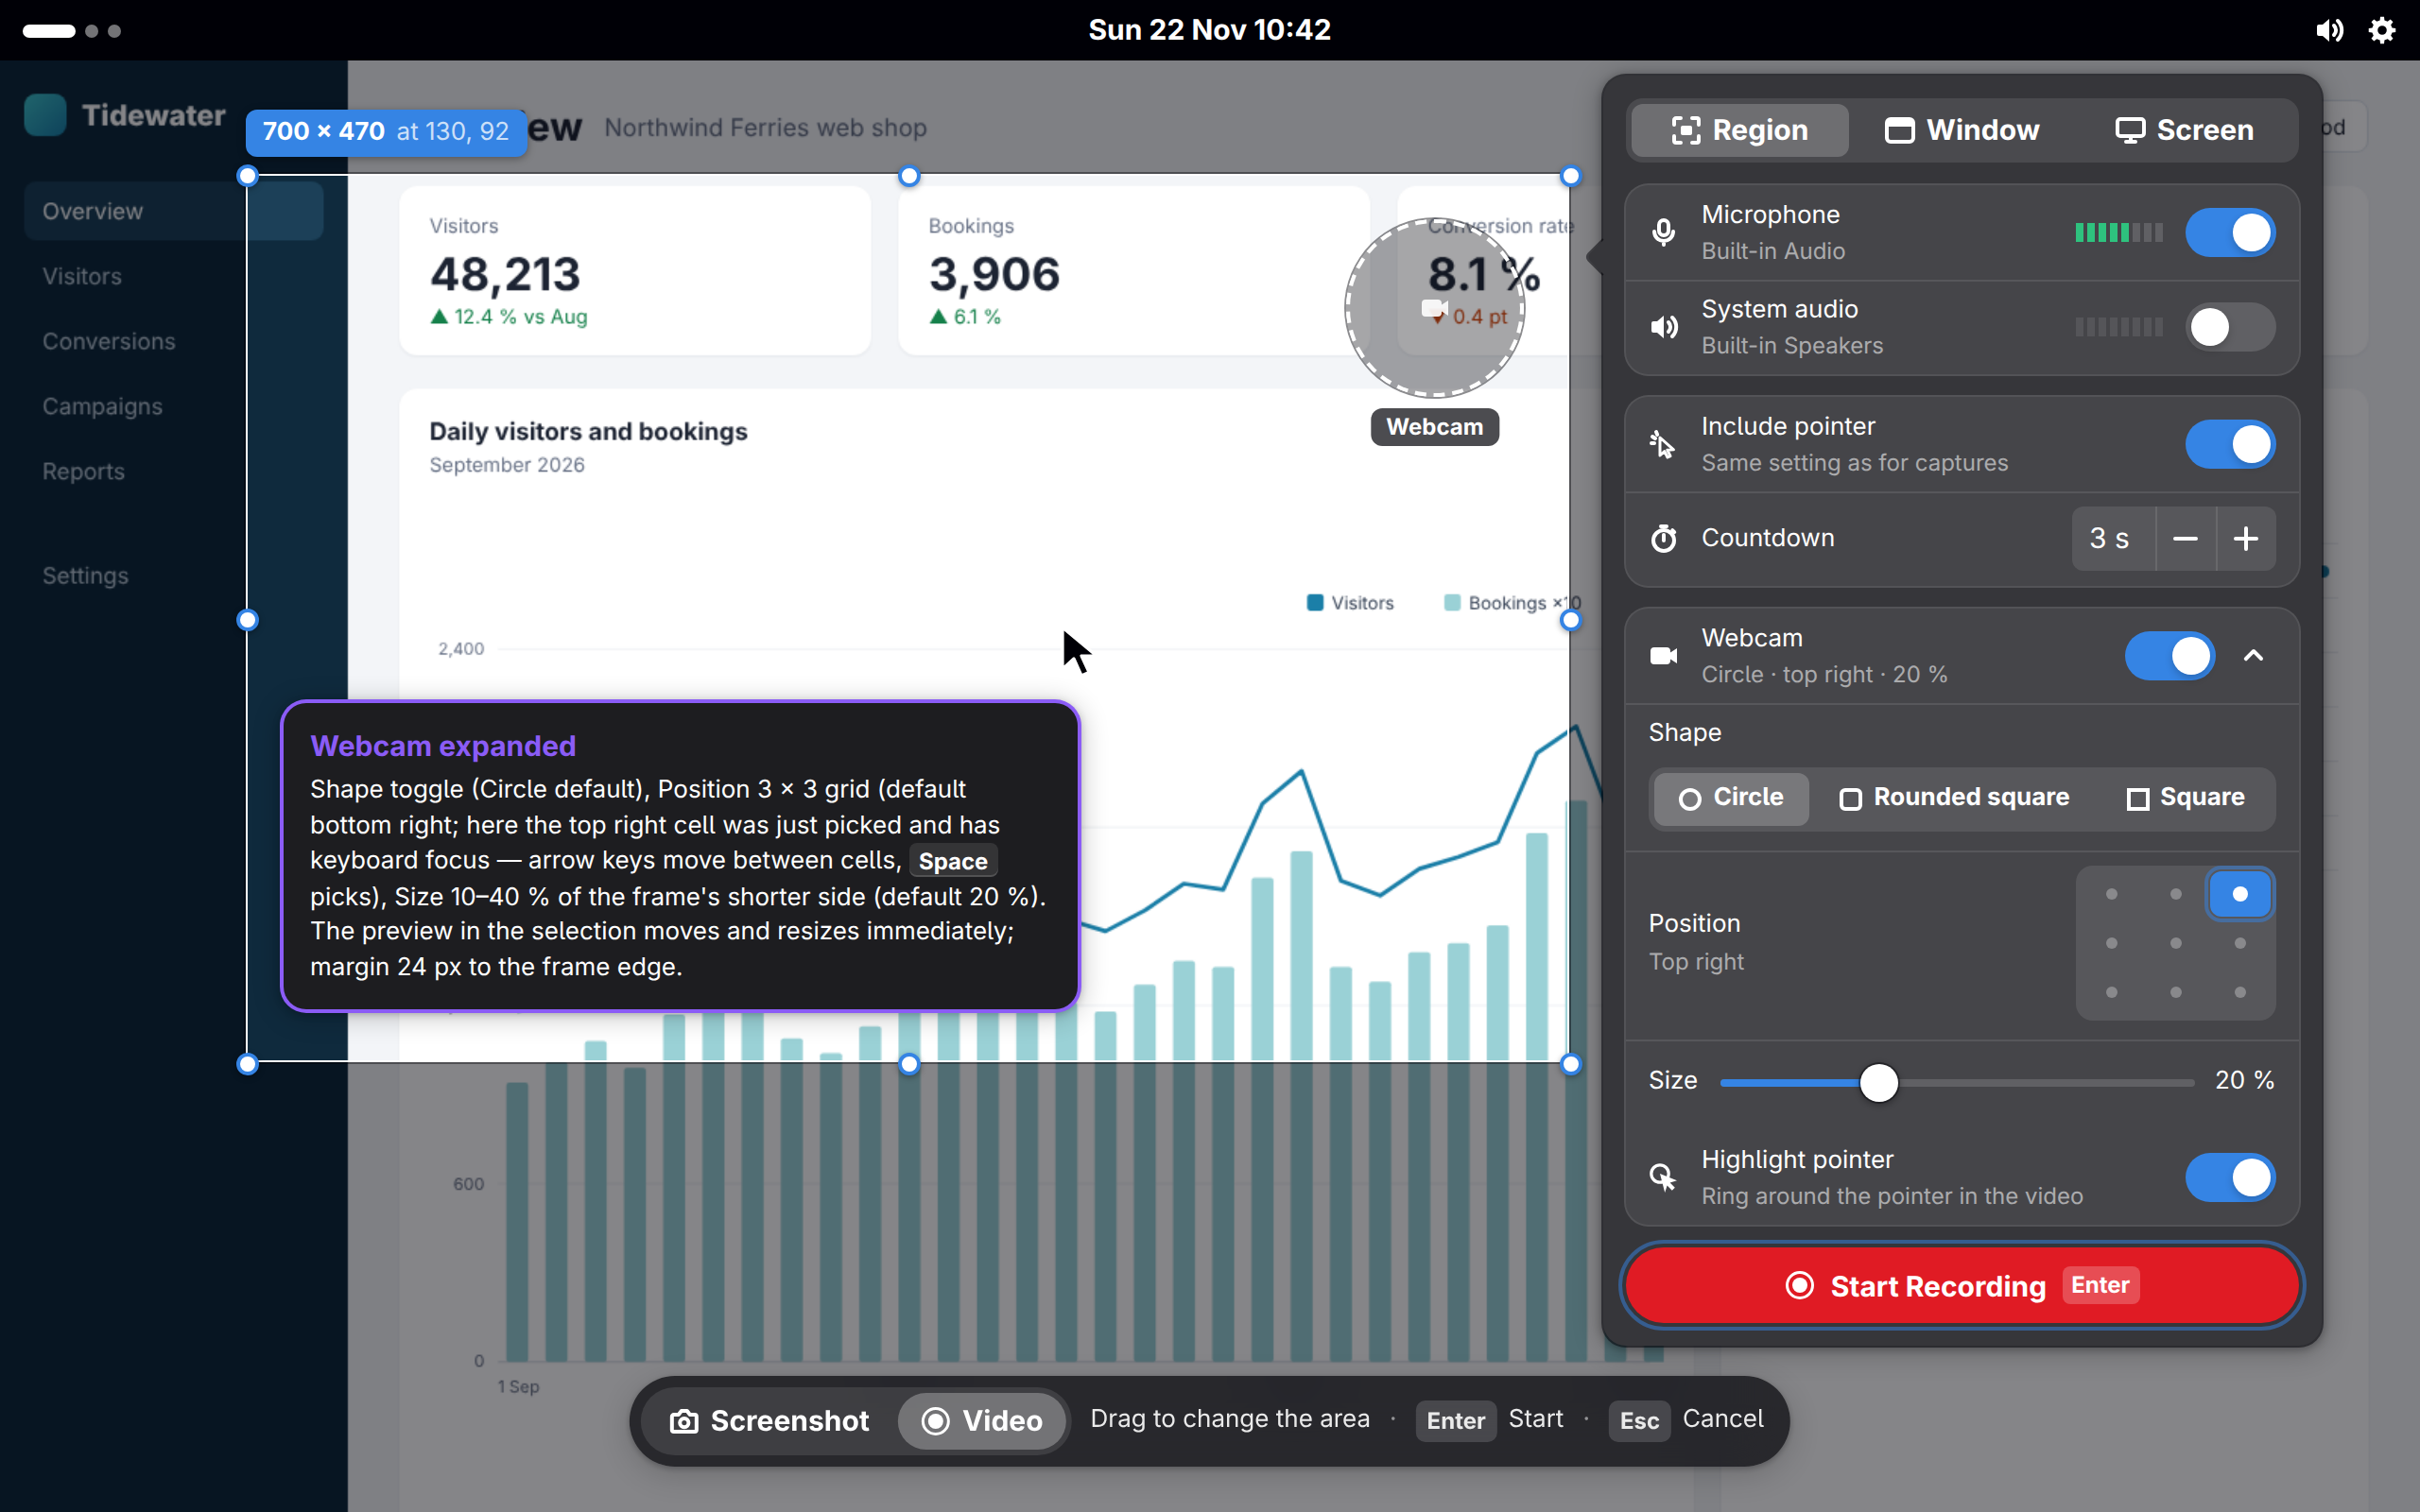 Sun 22 Nov 10:42
Tidewater
700 × 470 at 130, 92
Northwind Ferries web shop
Overview
Visitors
Conversions
Campaigns
Reports
Settings
Visitors
48,213
12.4 % vs Aug
Bookings
3,906
6.1 %
Conversion rate
8.1 %
0.4 pt
Webcam
Daily visitors and bookings
September 2026
Visitors
Bookings ×10
2,400
600
0
1 Sep
Webcam expanded
Shape toggle (Circle default), Position 3 × 3 grid (default
bottom right; here the top right cell was just picked and has
keyboard focus — arrow keys move between cells, Space
picks), Size 10–40 % of the frame's shorter side (default 20 %).
The preview in the selection moves and resizes immediately;
margin 24 px to the frame edge.
Region
Window
Screen
Microphone
Built-in Audio
System audio
Built-in Speakers
Include pointer
Same setting as for captures
Countdown
3 s
Webcam
Circle · top right · 20 %
Shape
Circle
Rounded square
Square
Position
Top right
Size
20 %
Highlight pointer
Ring around the pointer in the video
Start Recording Enter
Screenshot
Video
Drag to change the area · Enter Start · Esc Cancel